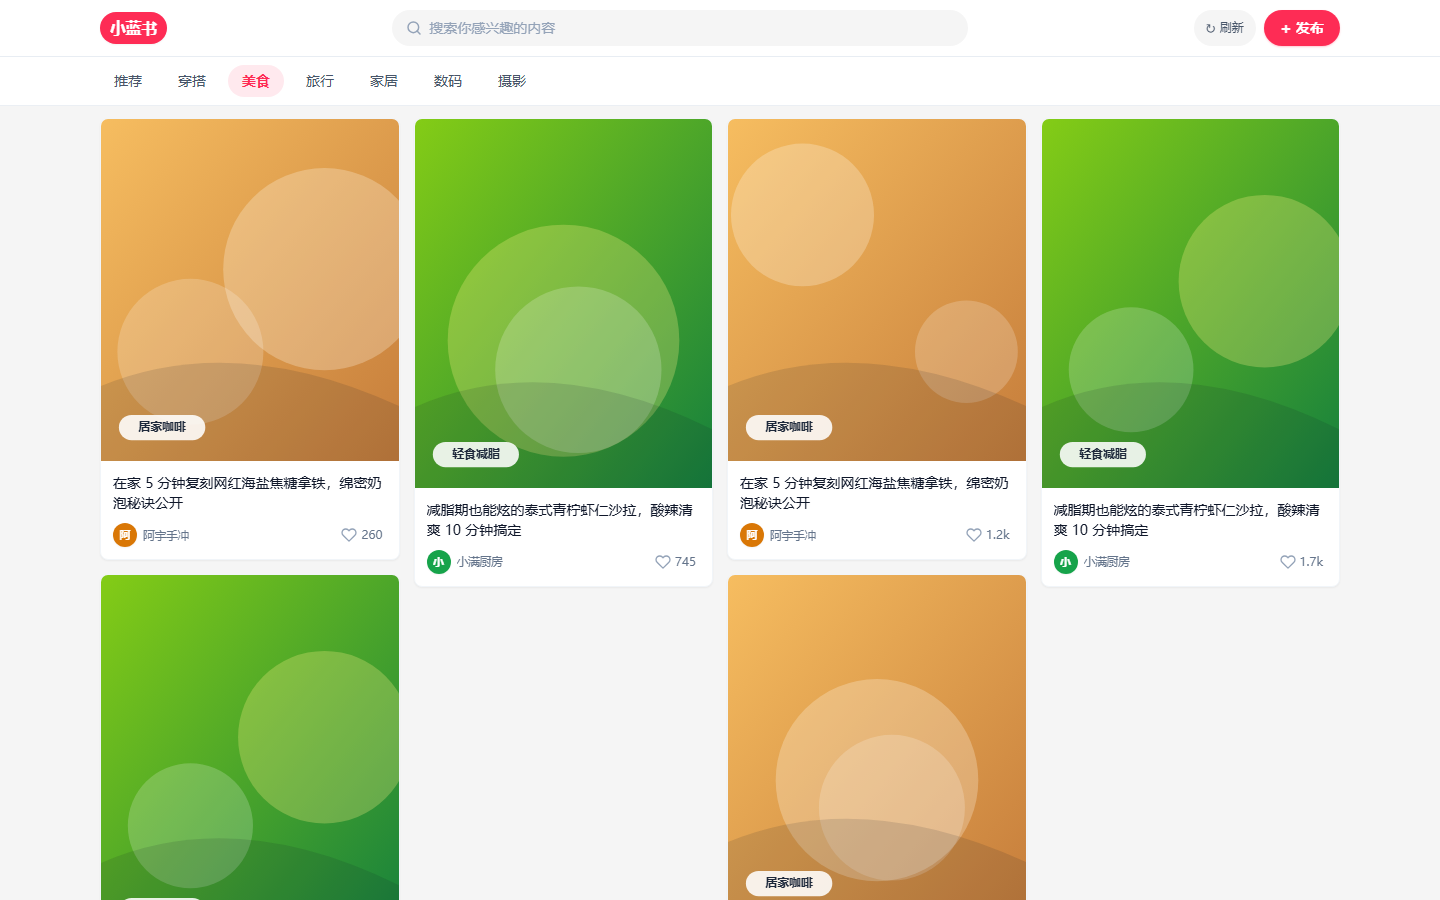 小蓝书
搜索你感兴趣的内容
↻ 刷新
+ 发布
推荐
穿搭
美食
旅行
家居
数码
摄影
居家咖啡
在家 5 分钟复刻网红海盐焦糖拿铁，绵密奶
泡秘诀公开
阿
阿宇手冲
260
轻食减脂
减脂期也能炫的泰式青柠虾仁沙拉，酸辣清
爽 10 分钟搞定
小
小满厨房
745
居家咖啡
在家 5 分钟复刻网红海盐焦糖拿铁，绵密奶
泡秘诀公开
阿
阿宇手冲
1.2k
轻食减脂
减脂期也能炫的泰式青柠虾仁沙拉，酸辣清
爽 10 分钟搞定
小
小满厨房
1.7k
居家咖啡